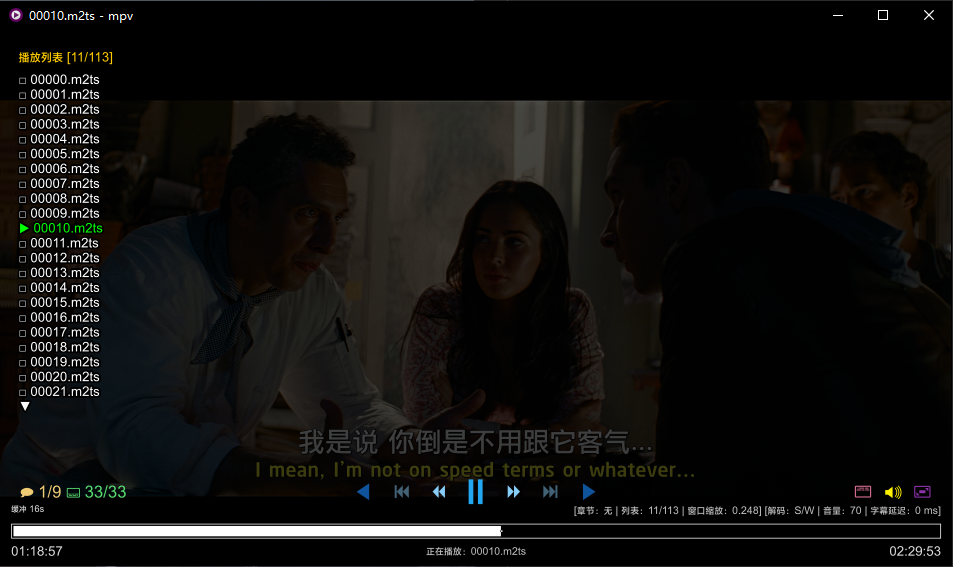 00010.m2ts - mpv
播放列表 [11/113]
□ 00000.m2ts
□ 00001.m2ts
□ 00002.m2ts
□ 00003.m2ts
□ 00004.m2ts
□ 00005.m2ts
□ 00006.m2ts
□ 00007.m2ts
□ 00008.m2ts
□ 00009.m2ts
▶ 00010.m2ts
□ 00011.m2ts
□ 00012.m2ts
□ 00013.m2ts
□ 00014.m2ts
□ 00015.m2ts
□ 00016.m2ts
□ 00017.m2ts
□ 00018.m2ts
□ 00019.m2ts
□ 00020.m2ts
□ 00021.m2ts
▼
我是说 你倒是不用跟它客气...
I mean, I'm not on speed terms or whatever...
1/9 33/33
缓冲 16s
[章节: 无 | 列表: 11/113 | 窗口缩放: 0.248] [解码: S/W | 音量: 70 | 字幕延迟: 0 ms]
01:18:57 正在播放: 00010.m2ts 02:29:53